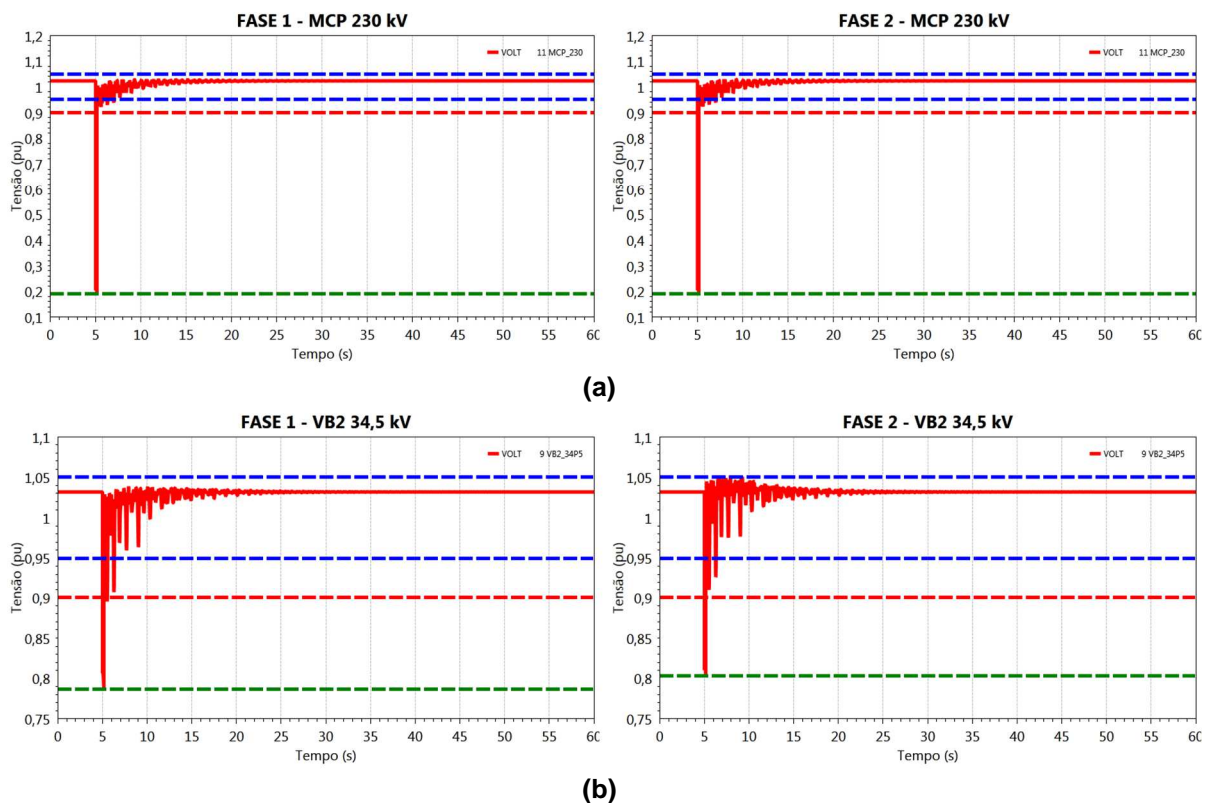 FASE 1 - MCP 230 kV
VOLT 11 MCP_230
Tensão (pu)
1,2
1,1
1
0,9
0,8
0,7
0,6
0,5
0,4
0,3
0,2
0,1
0 5 10 15 20 25 30 35 40 45 50 55 60
Tempo (s)
FASE 2 - MCP 230 kV
VOLT 11 MCP_230
Tensão (pu)
1,2
1,1
1
0,9
0,8
0,7
0,6
0,5
0,4
0,3
0,2
0,1
0 5 10 15 20 25 30 35 40 45 50 55 60
Tempo (s)
(a)
FASE 1 - VB2 34,5 kV
VOLT 9 VB2_34P5
Tensão (pu)
1,1
1,05
1
0,95
0,9
0,85
0,8
0,75
0 5 10 15 20 25 30 35 40 45 50 55 60
Tempo (s)
FASE 2 - VB2 34,5 kV
VOLT 9 VB2_34P5
Tensão (pu)
1,1
1,05
1
0,95
0,9
0,85
0,8
0,75
0 5 10 15 20 25 30 35 40 45 50 55 60
Tempo (s)
(b)